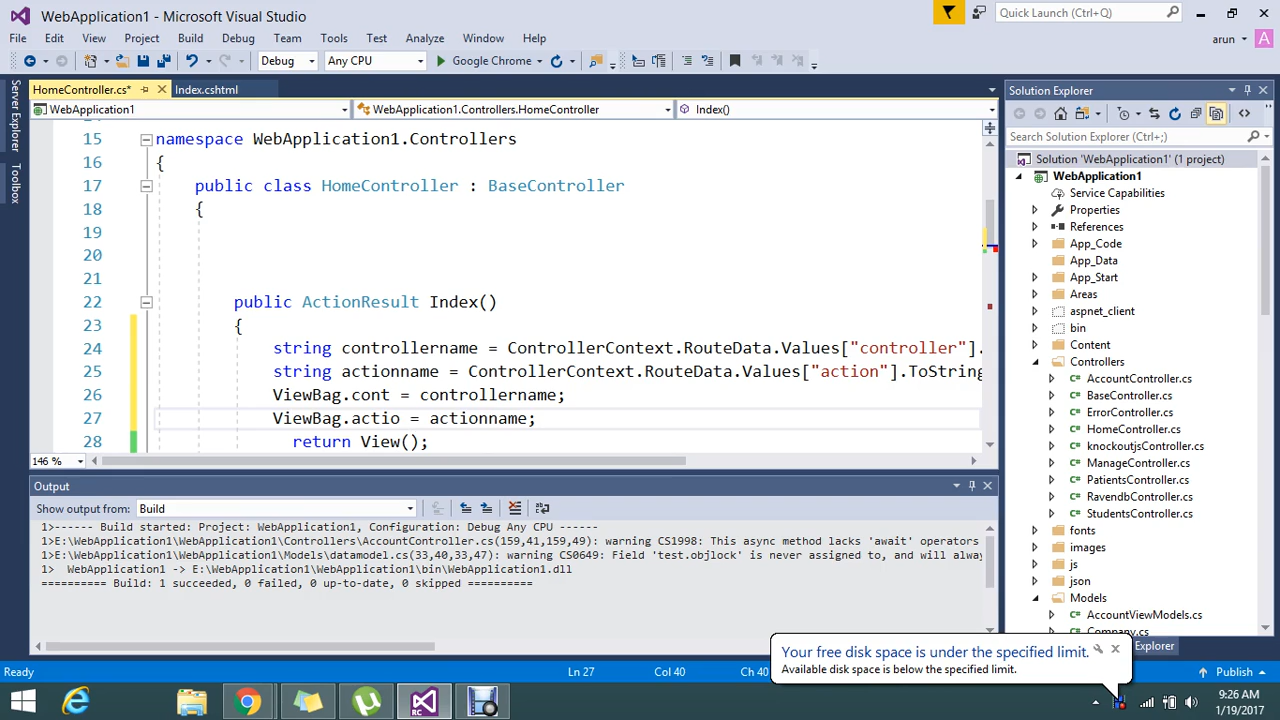 WebApplication1 - Microsoft Visual Studio
Quick Launch (Ctrl+Q)
File Edit View Project Build Debug Team Tools Test Analyze Window Help
arun A
Debug Any CPU Google Chrome
HomeController.cs* Index.cshtml
WebApplication1 WebApplication1.Controllers.HomeController Index()
15 namespace WebApplication1.Controllers
16 {
17 public class HomeController : BaseController
18 {
19
20
21
22 public ActionResult Index()
23 {
24 string controllername = ControllerContext.RouteData.Values["controller"].
25 string actionname = ControllerContext.RouteData.Values["action"].ToString
26 ViewBag.cont = controllername;
27 ViewBag.actio = actionname;
28 return View();
146 %
Server Explorer
Toolbox
Output
Show output from: Build
1>------ Build started: Project: WebApplication1, Configuration: Debug Any CPU ------
1>E:\WebApplication1\WebApplication1\Controllers\AccountController.cs(159,41,159,49): warning CS1998: This async method lacks 'await' operators
1>E:\WebApplication1\WebApplication1\Models\datamodel.cs(33,40,33,47): warning CS0649: Field 'test.objlock' is never assigned to, and will alway
1> WebApplication1 -> E:\WebApplication1\WebApplication1\bin\WebApplication1.dll
========== Build: 1 succeeded, 0 failed, 0 up-to-date, 0 skipped ==========
Solution Explorer
Search Solution Explorer (Ctrl+;)
Solution 'WebApplication1' (1 project)
WebApplication1
Service Capabilities
Properties
References
App_Code
App_Data
App_Start
Areas
aspnet_client
bin
Content
Controllers
AccountController.cs
BaseController.cs
ErrorController.cs
HomeController.cs
knockoutjsController.cs
ManageController.cs
PatientsController.cs
RavendbController.cs
StudentsController.cs
fonts
images
js
json
Models
AccountViewModels.cs
Company.cs
Explorer
Your free disk space is under the specified limit.
Available disk space is below the specified limit.
Ready Ln 27 Col 40 Ch 40 Publish
RC
9:26 AM
1/19/2017